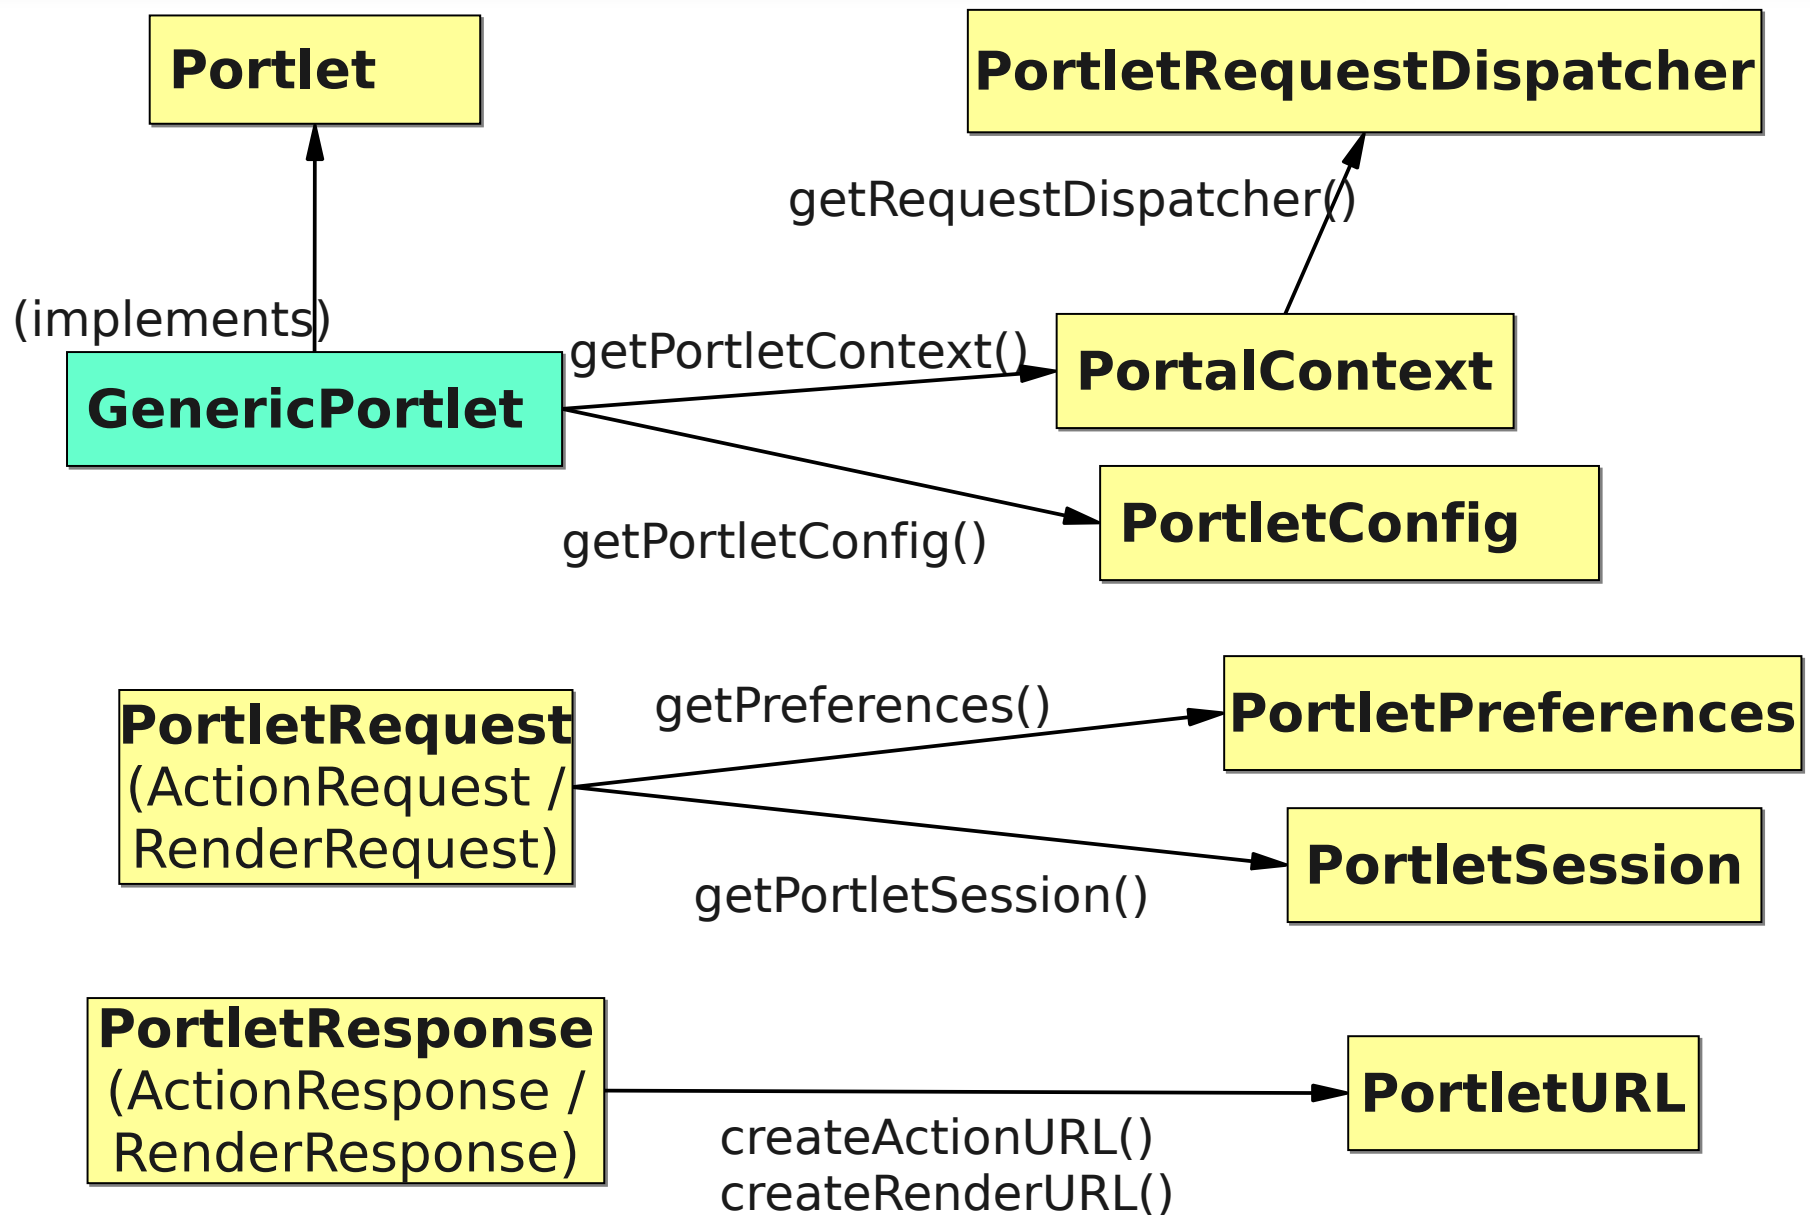 Portlet
PortletRequestDispatcher
getRequestDispatcher()
(implements)
getPortletContext()
PortalContext
GenericPortlet
PortletConfig
getPortletConfig()
PortletRequest
(ActionRequest /
RenderRequest)
getPreferences()
PortletPreferences
PortletSession
getPortletSession()
PortletResponse
(ActionResponse /
RenderResponse)
PortletURL
createActionURL()
createRenderURL()